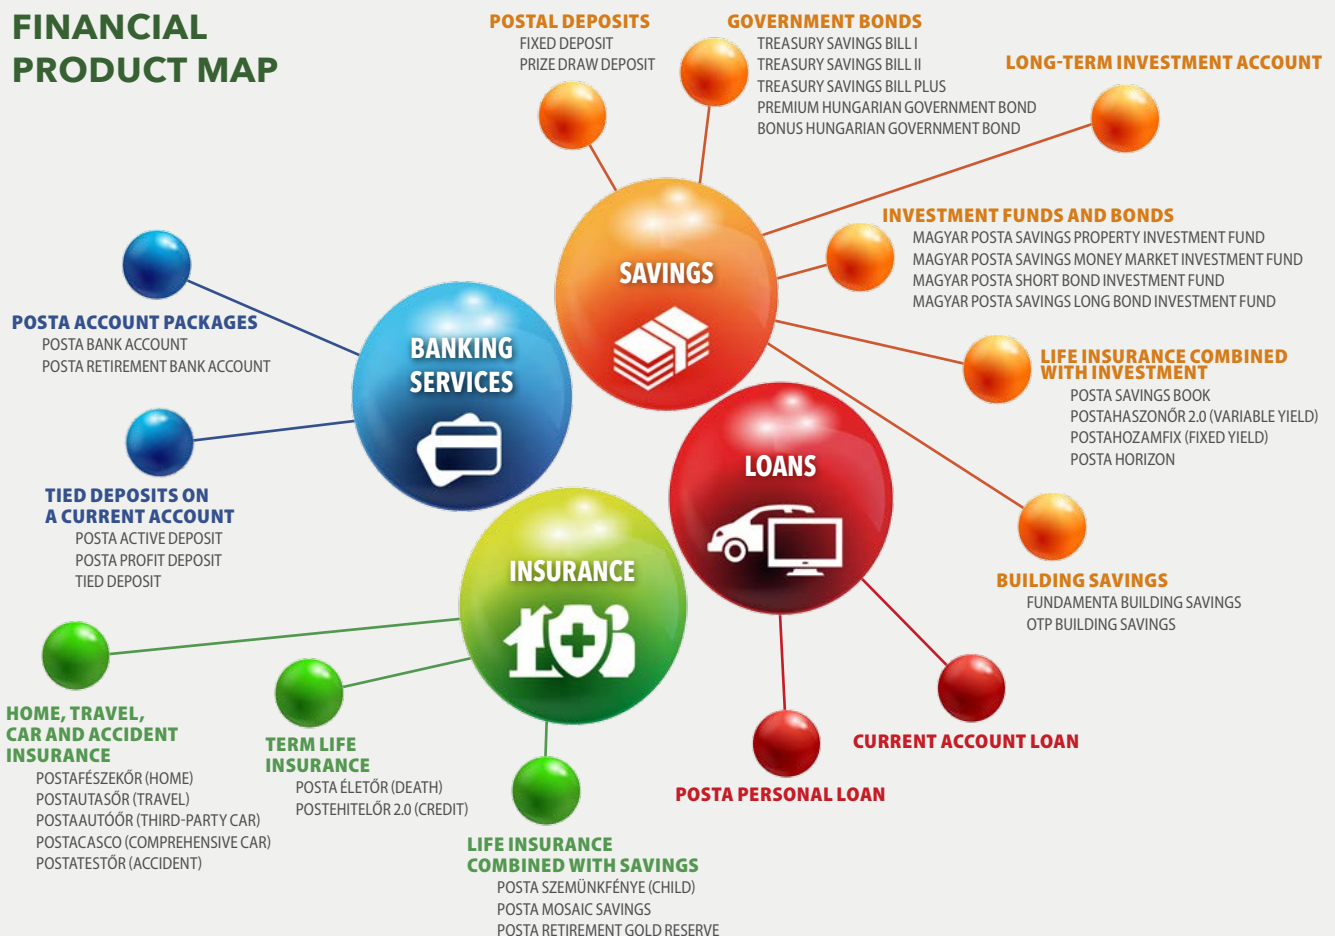 FINANCIAL
PRODUCT MAP
POSTAL DEPOSITS
FIXED DEPOSIT
PRIZE DRAW DEPOSIT
GOVERNMENT BONDS
TREASURY SAVINGS BILL I
TREASURY SAVINGS BILL II
TREASURY SAVINGS BILL PLUS
PREMIUM HUNGARIAN GOVERNMENT BOND
BONUS HUNGARIAN GOVERNMENT BOND
LONG-TERM INVESTMENT ACCOUNT
SAVINGS
INVESTMENT FUNDS AND BONDS
MAGYAR POSTA SAVINGS PROPERTY INVESTMENT FUND
MAGYAR POSTA SAVINGS MONEY MARKET INVESTMENT FUND
MAGYAR POSTA SHORT BOND INVESTMENT FUND
MAGYAR POSTA SAVINGS LONG BOND INVESTMENT FUND
LIFE INSURANCE COMBINED
WITH INVESTMENT
POSTA SAVINGS BOOK
POSTAHASZONŐR 2.0 (VARIABLE YIELD)
POSTAHOZAMFIX (FIXED YIELD)
POSTA HORIZON
BUILDING SAVINGS
FUNDAMENTA BUILDING SAVINGS
OTP BUILDING SAVINGS
BANKING
SERVICES
POSTA ACCOUNT PACKAGES
POSTA BANK ACCOUNT
POSTA RETIREMENT BANK ACCOUNT
TIED DEPOSITS ON
A CURRENT ACCOUNT
POSTA ACTIVE DEPOSIT
POSTA PROFIT DEPOSIT
TIED DEPOSIT
LOANS
CURRENT ACCOUNT LOAN
POSTA PERSONAL LOAN
INSURANCE
HOME, TRAVEL,
CAR AND ACCIDENT
INSURANCE
POSTAFÉSZEKŐR (HOME)
POSTAUTASŐR (TRAVEL)
POSTAAUTÓŐR (THIRD-PARTY CAR)
POSTACASCO (COMPREHENSIVE CAR)
POSTATESTŐR (ACCIDENT)
TERM LIFE
INSURANCE
POSTA ÉLETŐR (DEATH)
POSTEHITELŐR 2.0 (CREDIT)
LIFE INSURANCE
COMBINED WITH SAVINGS
POSTA SZEMÜNKFÉNYE (CHILD)
POSTA MOSAIC SAVINGS
POSTA RETIREMENT GOLD RESERVE